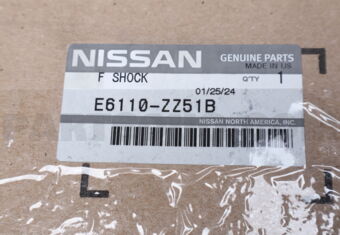 NISSAN GENUINE PARTS
MADE IN US
F SHOCK Q'TY 1
01/25/24
E6110-ZZ51B
NISSAN NORTH AMERICA, INC.